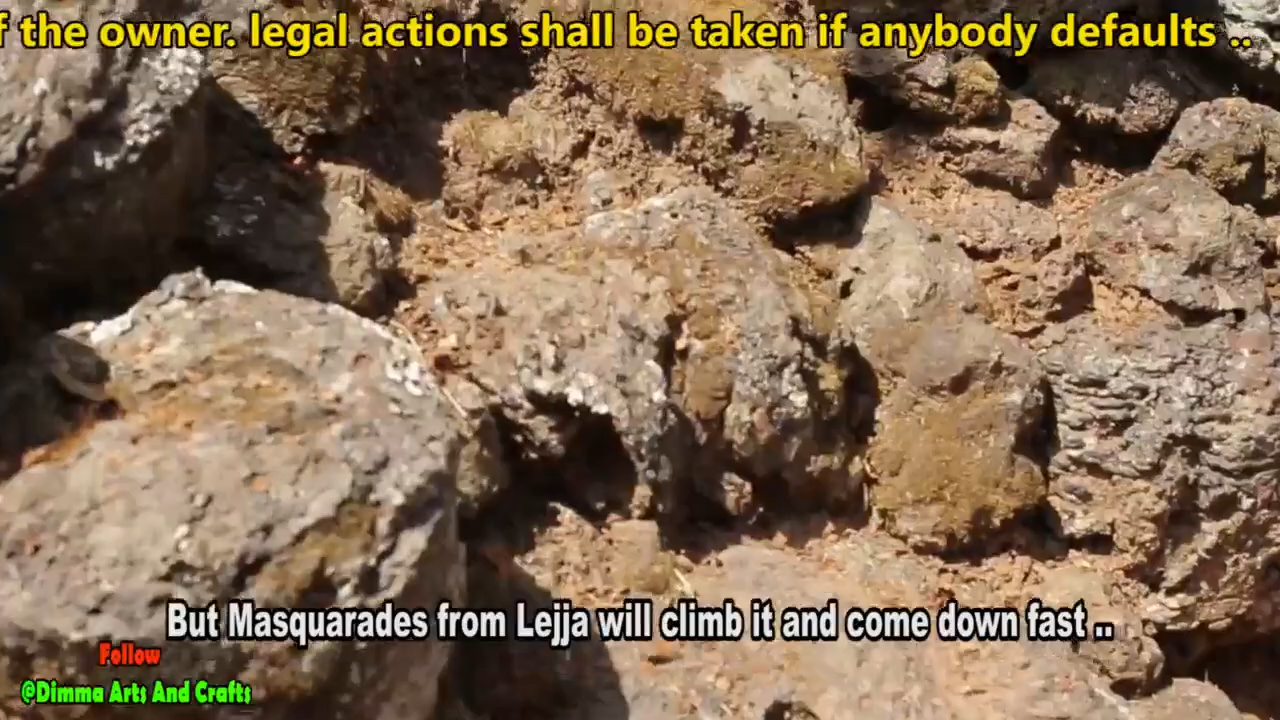 f the owner. legal actions shall be taken if anybody defaults ..
But Masquarades from Lejja will climb it and come down fast ..
Follow
@Dimma Arts And Crafts